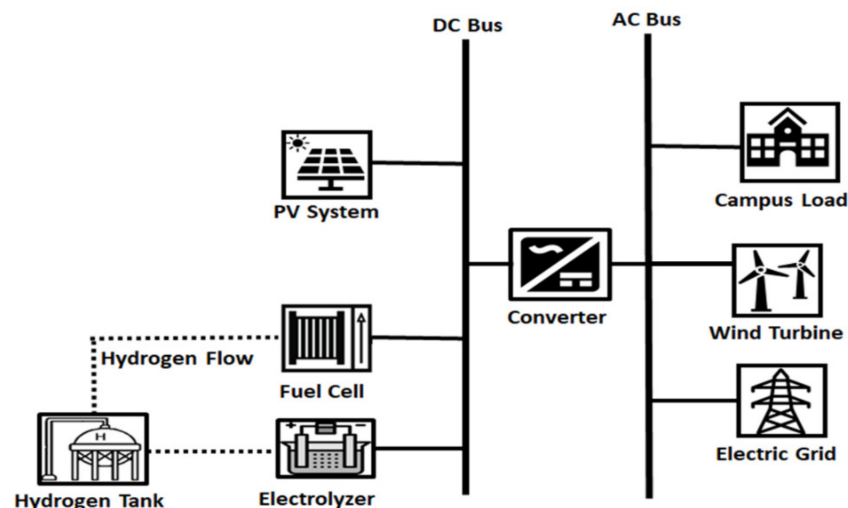 DC Bus
AC Bus
PV System
Campus Load
Converter
Wind Turbine
Hydrogen Flow
Fuel Cell
Electric Grid
H
+ −
Hydrogen Tank
Electrolyzer